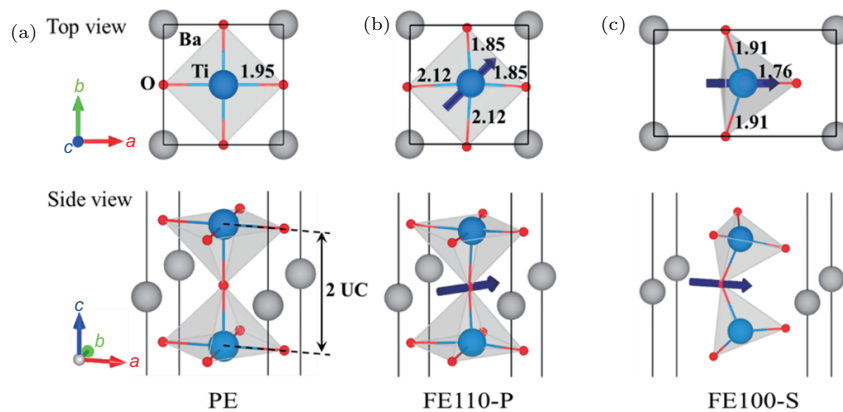 (a)
Top view
Ba
Ti
1.95
O
b
c
a
(b)
1.85
2.12
1.85
2.12
(c)
1.91
1.76
1.91
Side view
2 UC
c
b
a
PE
FE110-P
FE100-S